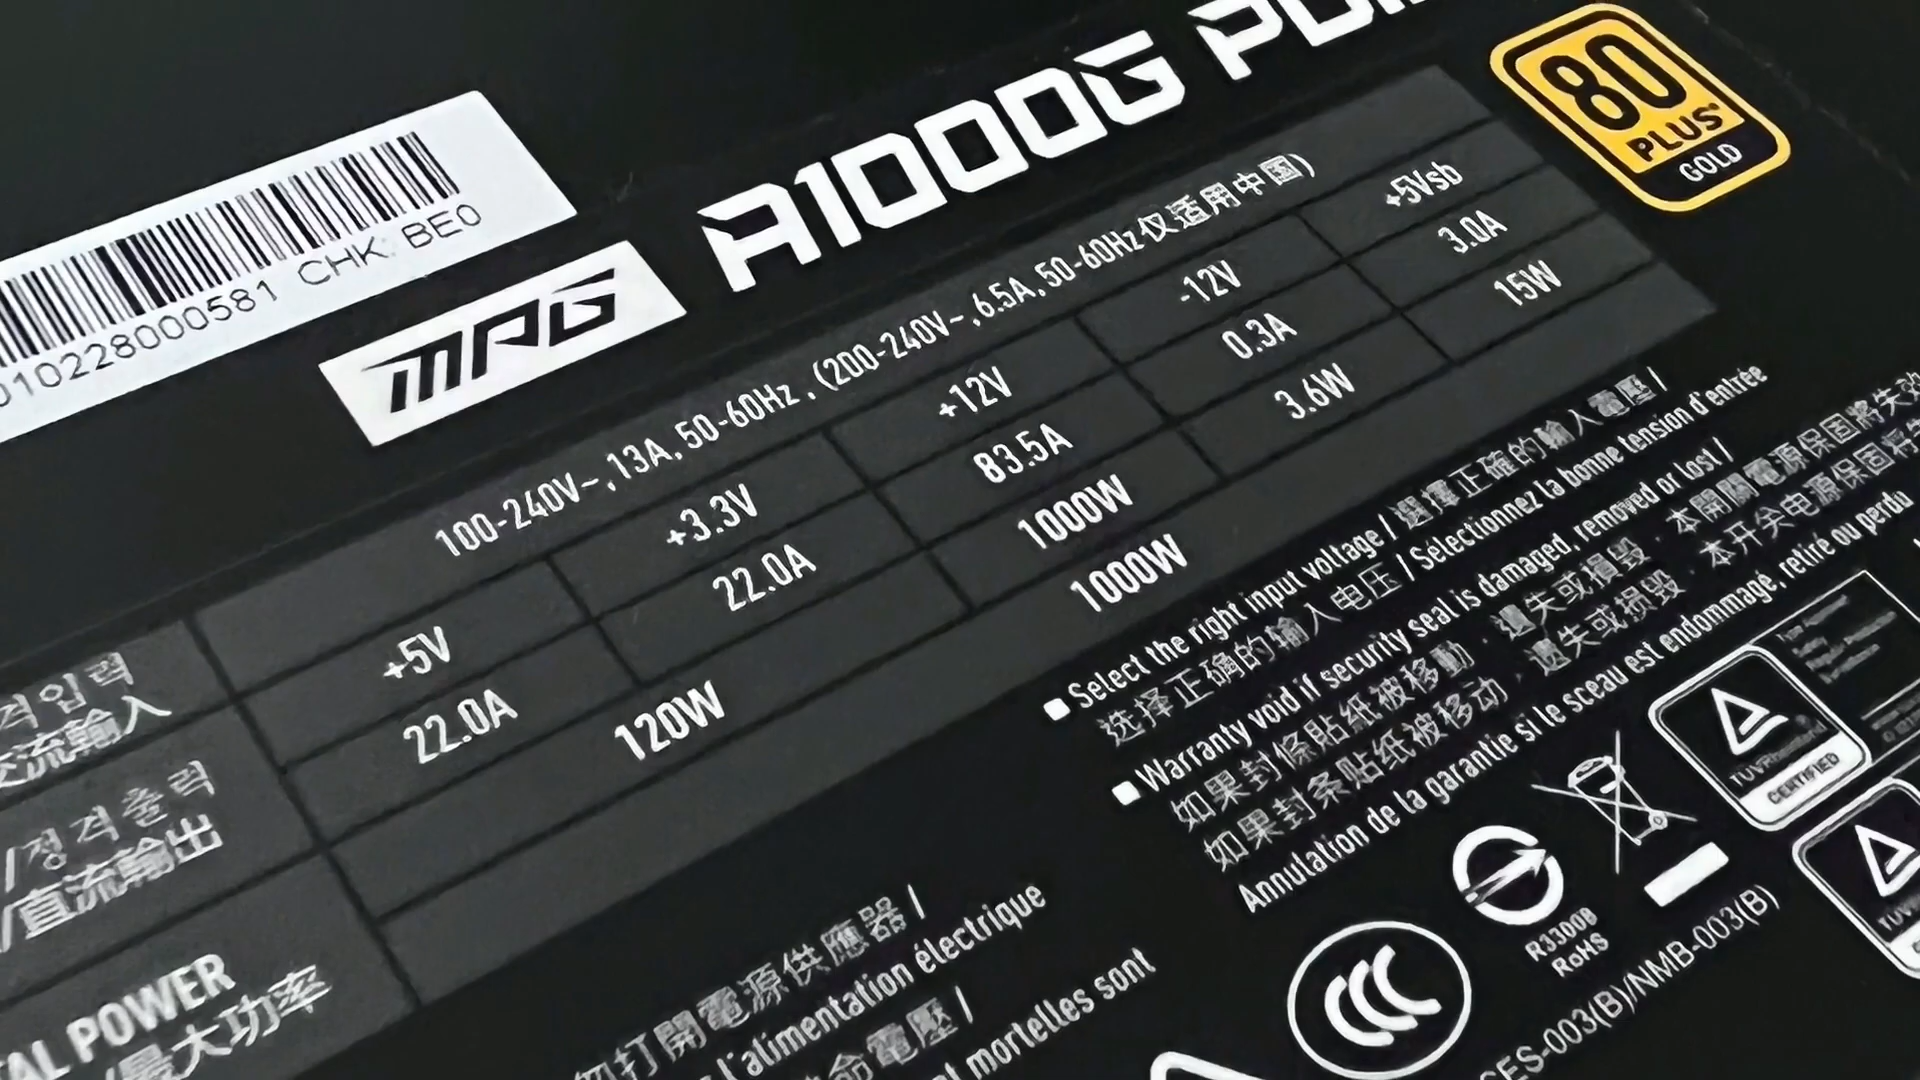 CHK: BE0
MPG A1000G
80
PLUS
GOLD
100-240V~, 13A, 50-60Hz, (200-240V~, 6.5A, 50-60Hz 仅适用中国)
+5V +3.3V +12V -12V +5Vsb
22.0A 22.0A 83.5A 0.3A 3.0A
120W 1000W 3.6W 15W
1000W
격입력
交流輸入
/정격출력
/直流輸出
POWER
/最大功率
Select the right input voltage / 選擇正確的輸入電壓 /
选择正确的输入电压 / Sélectionnez la bonne tension d'entrée
Warranty void if security seal is damaged, removed or lost /
如果封條貼紙被移動、遺失或損毀，本開關電源保固將失效
如果封条贴纸被移动、遗失或损毁，本开关电源保固将
Annulation de la garantie si le sceau est endommagé, retiré ou perdu
勿打開電源供應器 /
l'alimentation électrique
命電壓 /
mortelles sont
R33008
RoHS
TÜVRheinland
CERTIFIED
CES-003(B)/NMB-003(B)